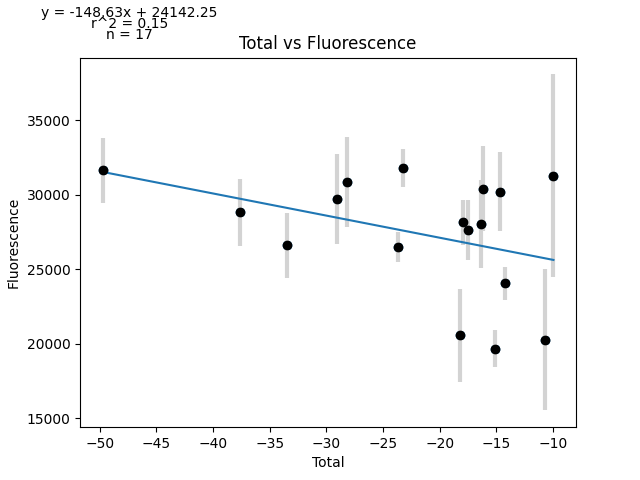 y = -148.63x + 24142.25
r^2 = 0.15
n = 17
Total vs Fluorescence
35000
30000
25000
20000
15000
Fluorescence
−50 −45 −40 −35 −30 −25 −20 −15 −10
Total